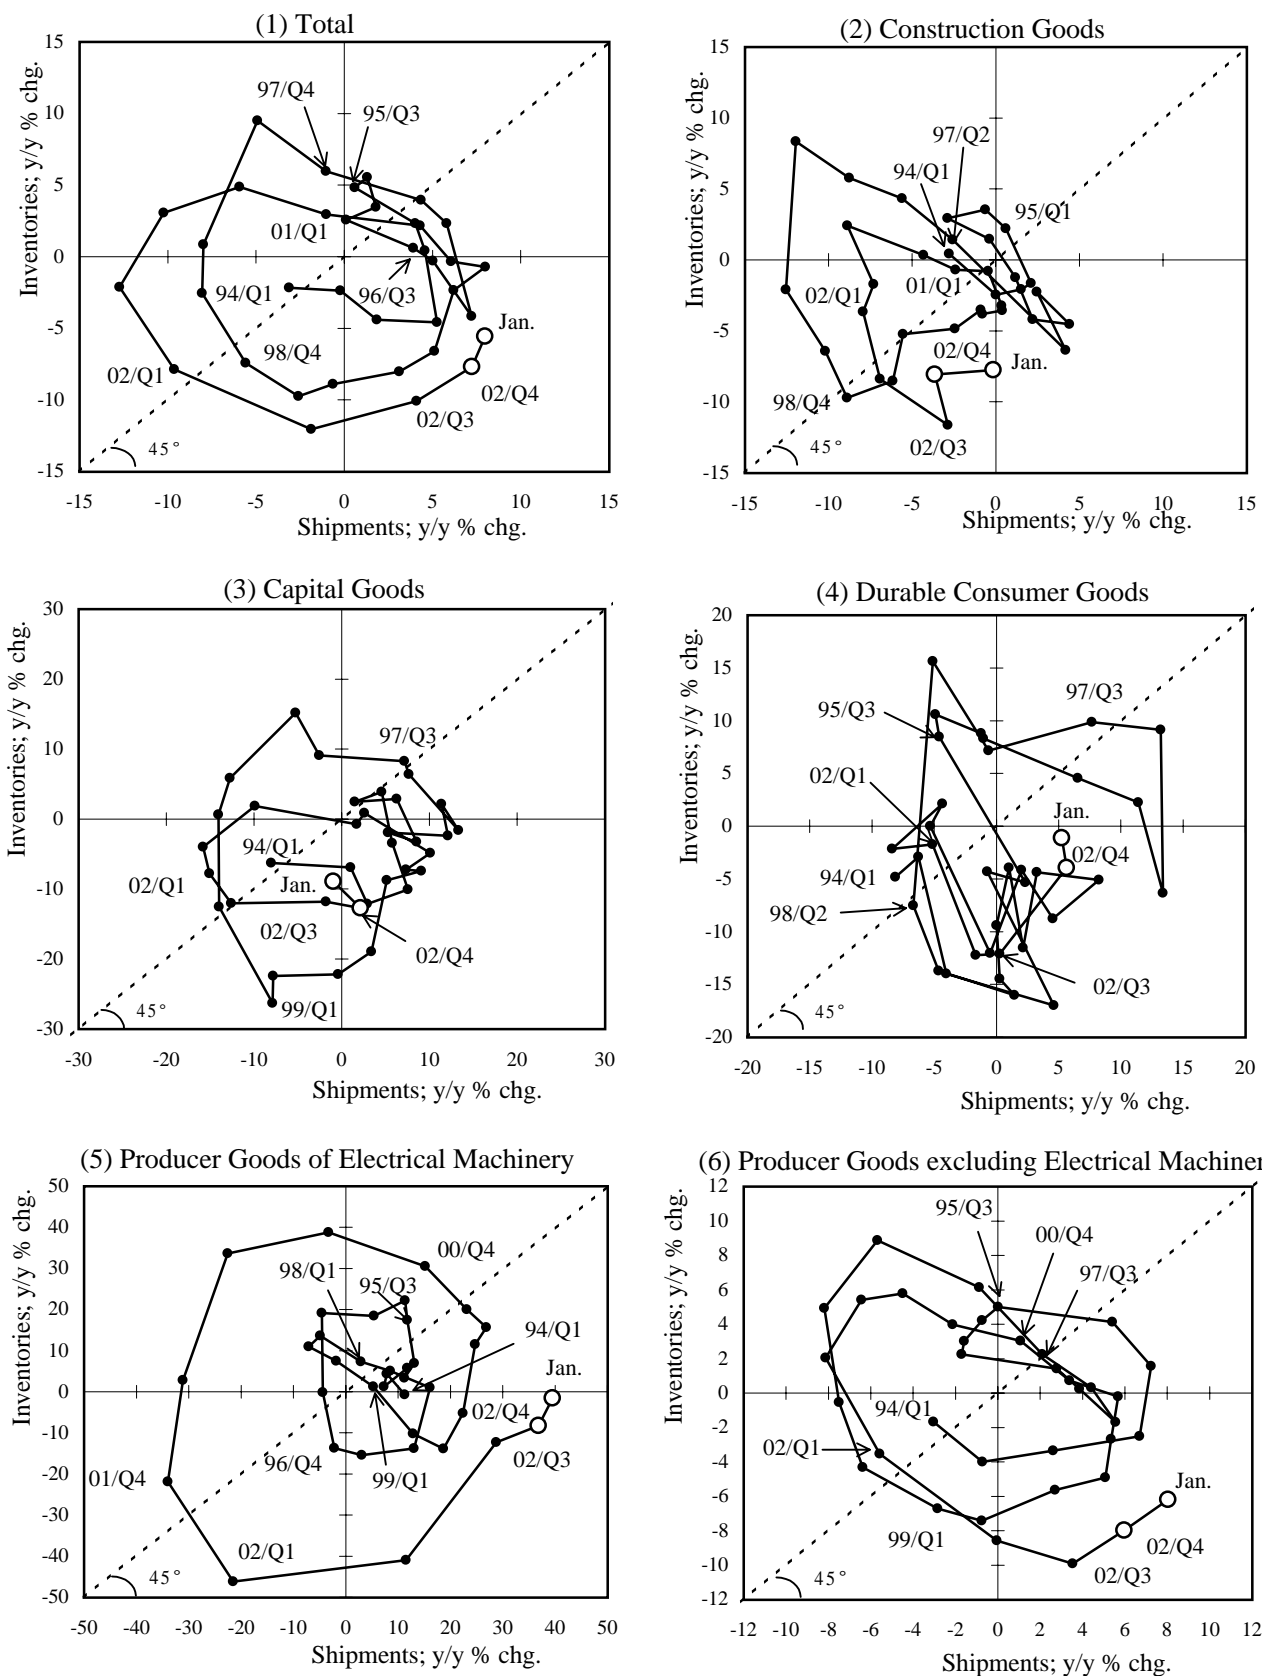 (1) Total
15
10
5
0
-5
-10
-15
-15
-10
-5
0
5
10
15
Inventories; y/y % chg.
Shipments; y/y % chg.
97/Q4
95/Q3
01/Q1
94/Q1
96/Q3
98/Q4
02/Q1
Jan.
02/Q4
02/Q3
45°
(2) Construction Goods
15
10
5
0
-5
-10
-15
-15
-10
-5
0
5
10
15
Inventories; y/y % chg.
Shipments; y/y % chg.
97/Q2
94/Q1
95/Q1
01/Q1
02/Q1
02/Q4
Jan.
98/Q4
02/Q3
45°
(3) Capital Goods
30
20
10
0
-10
-20
-30
-30
-20
-10
0
10
20
30
Inventories; y/y % chg.
Shipments; y/y % chg.
97/Q3
94/Q1
Jan.
02/Q1
02/Q3
02/Q4
99/Q1
45°
(4) Durable Consumer Goods
20
15
10
5
0
-5
-10
-15
-20
-20
-15
-10
-5
0
5
10
15
20
Inventories; y/y % chg.
Shipments; y/y % chg.
97/Q3
95/Q3
02/Q1
Jan.
02/Q4
94/Q1
98/Q2
02/Q3
45°
(5) Producer Goods of Electrical Machinery
50
40
30
20
10
0
-10
-20
-30
-40
-50
-50
-40
-30
-20
-10
0
10
20
30
40
50
Inventories; y/y % chg.
Shipments; y/y % chg.
00/Q4
98/Q1
95/Q3
94/Q1
Jan.
02/Q4
02/Q3
96/Q4
99/Q1
01/Q4
02/Q1
45°
(6) Producer Goods excluding Electrical Machiner
12
10
8
6
4
2
0
-2
-4
-6
-8
-10
-12
-12
-10
-8
-6
-4
-2
0
2
4
6
8
10
12
Inventories; y/y % chg.
Shipments; y/y % chg.
95/Q3
00/Q4
97/Q3
94/Q1
02/Q1
Jan.
99/Q1
02/Q4
02/Q3
45°